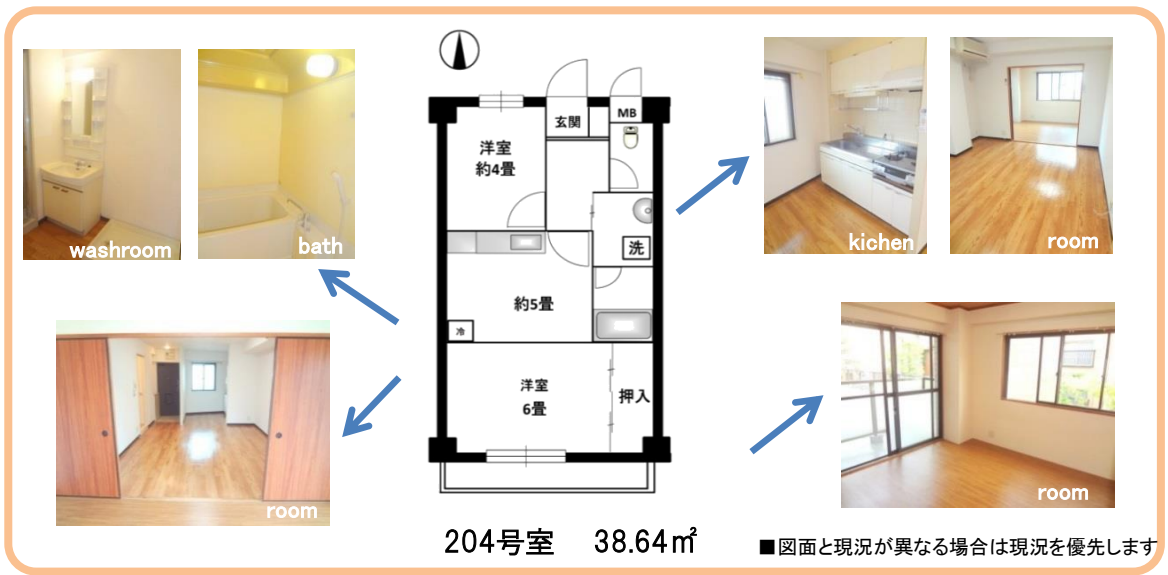 washroom
bath
kichen
room
room
room
玄関
MB
洋室
約4畳
洗
約5畳
冷
洋室
6畳
押入
204号室 38.64㎡
■図面と現況が異なる場合は現況を優先します